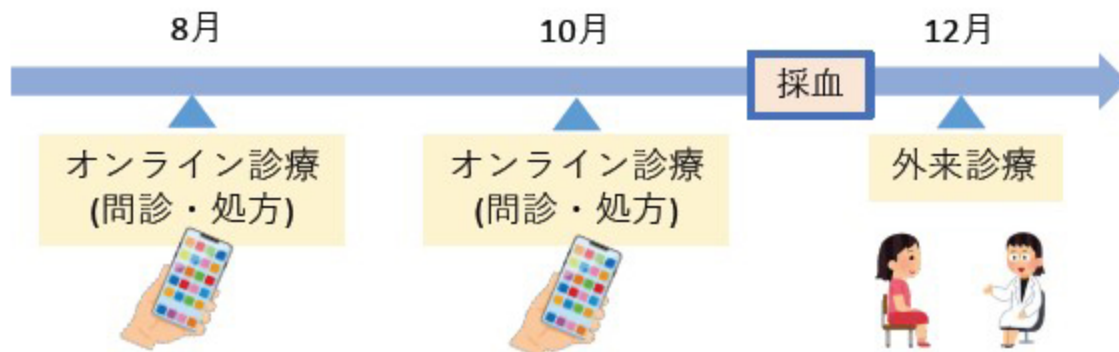 8月
10月
12月
採血
オンライン診療
(問診・処方)
オンライン診療
(問診・処方)
外来診療